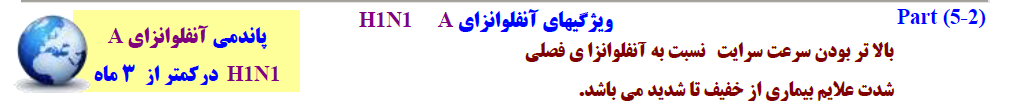 Part (5-2)
ویژگیهای آنفلوانزای H1N1 A
بالا تر بودن سرعت سرایت نسبت به آنفلوانزا ی فصلی
شدت علایم بیماری از خفیف تا شدید می باشد.
پاندمی آنفلوانزای A
H1N1 درکمتر از ۳ ماه